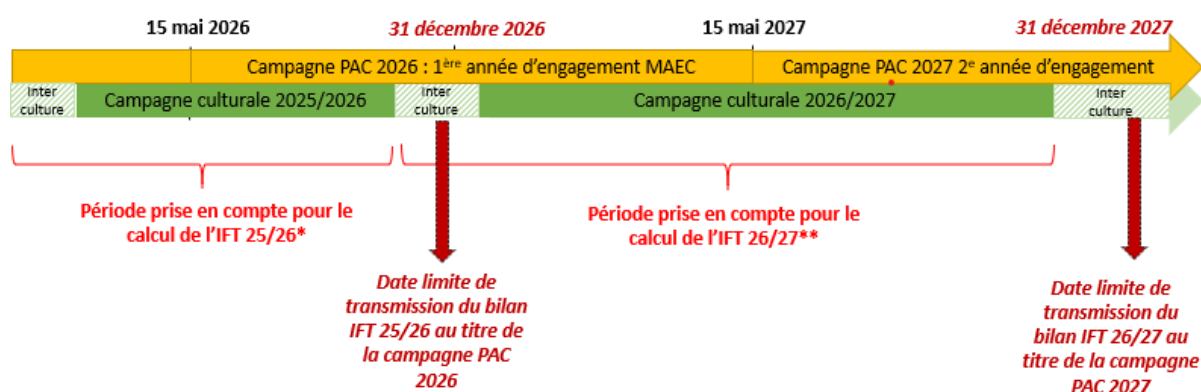 15 mai 2026
31 décembre 2026
15 mai 2027
31 décembre 2027
Campagne PAC 2026 : 1ère année d'engagement MAEC
Campagne PAC 2027 2e année d'engagement
Inter
culture
Campagne culturale 2025/2026
Inter
culture
Campagne culturale 2026/2027
Inter
culture
Période prise en compte pour le
calcul de l'IFT 25/26*
Période prise en compte pour le
calcul de l'IFT 26/27**
Date limite de
transmission du bilan
IFT 25/26 au titre de
la campagne PAC
2026
Date limite de
transmission du
bilan IFT 26/27 au
titre de la campagne
PAC 2027